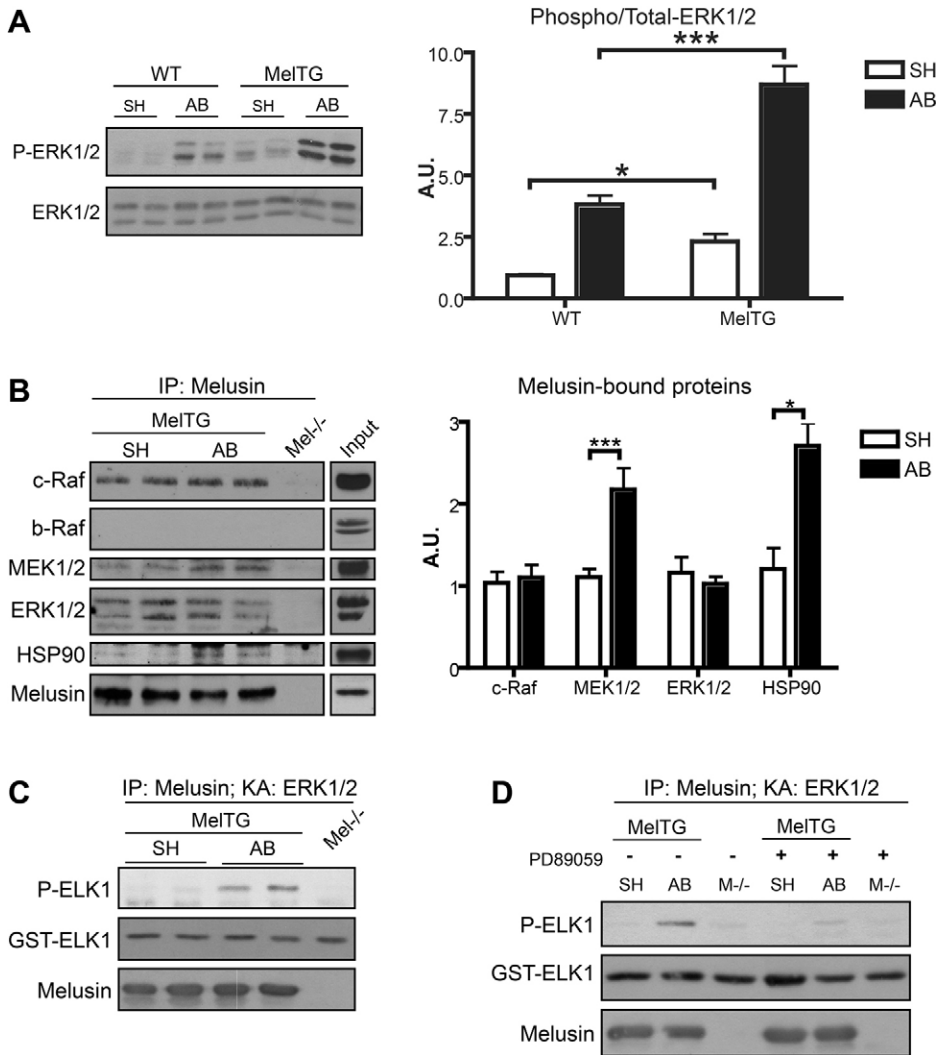 A
Phospho/Total-ERK1/2
WT MelTG
SH AB SH AB
P-ERK1/2
ERK1/2
A.U.
10.0
7.5
5.0
2.5
0.0
*
***
WT MelTG
SH
AB
B
IP: Melusin
MelTG
SH AB Mel-/- Input
c-Raf
b-Raf
MEK1/2
ERK1/2
HSP90
Melusin
Melusin-bound proteins
A.U.
3
2
1
0
***
*
c-Raf MEK1/2 ERK1/2 HSP90
SH
AB
C
IP: Melusin; KA: ERK1/2
MelTG
SH AB Mel-/-
P-ELK1
GST-ELK1
Melusin
D
IP: Melusin; KA: ERK1/2
MelTG MelTG
PD89059 - - - + + +
SH AB M-/- SH AB M-/-
P-ELK1
GST-ELK1
Melusin